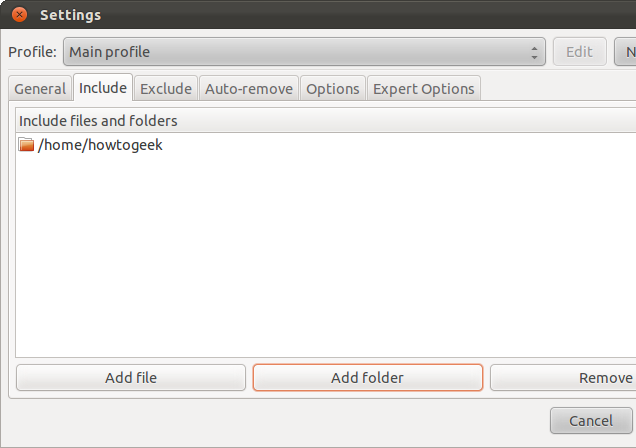 Settings
Profile: Main profile Edit
General Include Exclude Auto-remove Options Expert Options
Include files and folders
/home/howtogeek
Add file Add folder Remove
Cancel